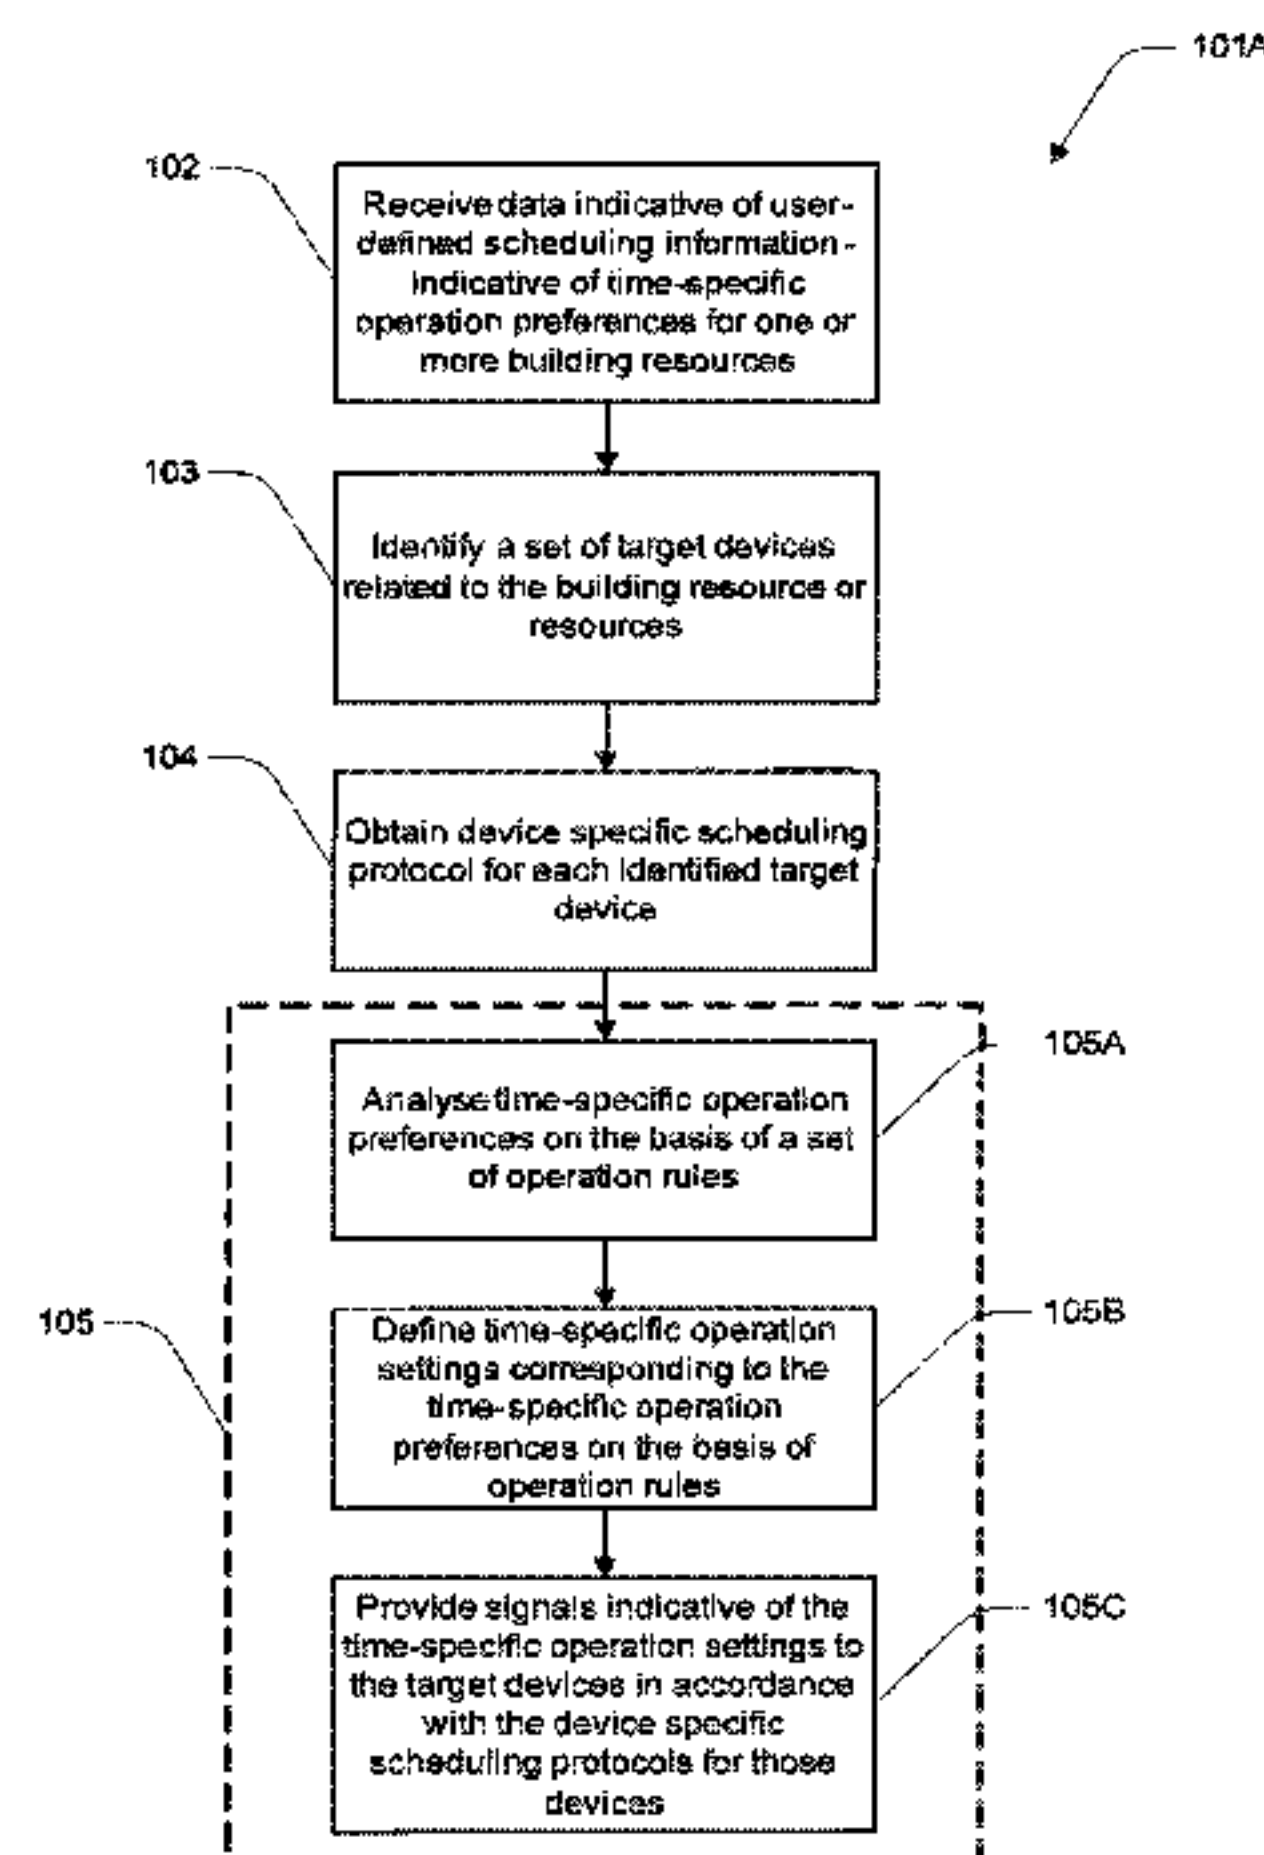 101A
102
Receive data indicative of user-
defined scheduling information -
indicative of time-specific
operation preferences for one or
more building resources
103
Identify a set of target devices
related to the building resource or
resources
104
Obtain device specific scheduling
protocol for each identified target
device
105A
Analyse time-specific operation
preferences on the basis of a set
of operation rules
105
105B
Define time-specific operation
settings corresponding to the
time-specific operation
preferences on the basis of
operation rules
105C
Provide signals indicative of the
time-specific operation settings to
the target devices in accordance
with the device specific
scheduling protocols for those
devices